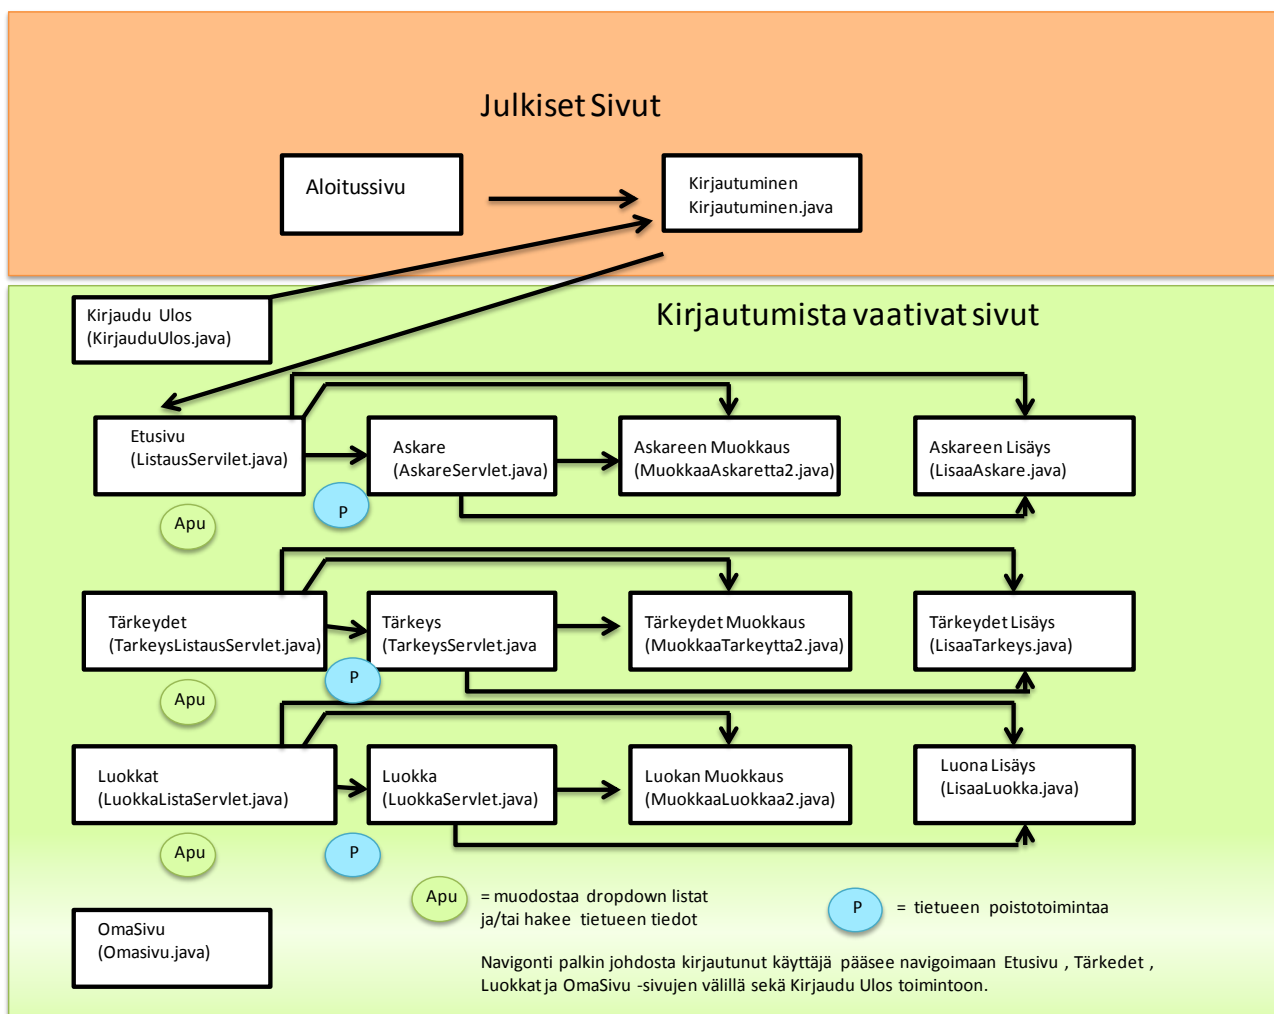 Julkiset Sivut
Aloitussivu
Kirjautuminen
Kirjautuminen.java
Kirjaudu Ulos
(KirjauduUlos.java)
Kirjautumista vaativat sivut
Etusivu
(ListausServilet.java)
Askare
(AskareServlet.java)
Askareen Muokkaus
(MuokkaaAskaretta2.java)
Askareen Lisäys
(LisaaAskare.java)
Apu
P
Tärkeydet
(TarkeysListausServlet.java)
Tärkeys
(TarkeysServlet.java
Tärkeydet Muokkaus
(MuokkaaTarkeytta2.java)
Tärkeydet Lisäys
(LisaaTarkeys.java)
Apu
P
Luokkat
(LuokkaListaServlet.java)
Luokka
(LuokkaServlet.java)
Luokan Muokkaus
(MuokkaaLuokkaa2.java)
Luona Lisäys
(LisaaLuokka.java)
Apu
P
Apu
= muodostaa dropdown listat
ja/tai hakee tietueen tiedot
P
= tietueen poistotoimintaa
OmaSivu
(Omasivu.java)
Navigonti palkin johdosta kirjautunut käyttäjä pääsee navigoimaan Etusivu , Tärkedet ,
Luokkat ja OmaSivu -sivujen välillä sekä Kirjaudu Ulos toimintoon.